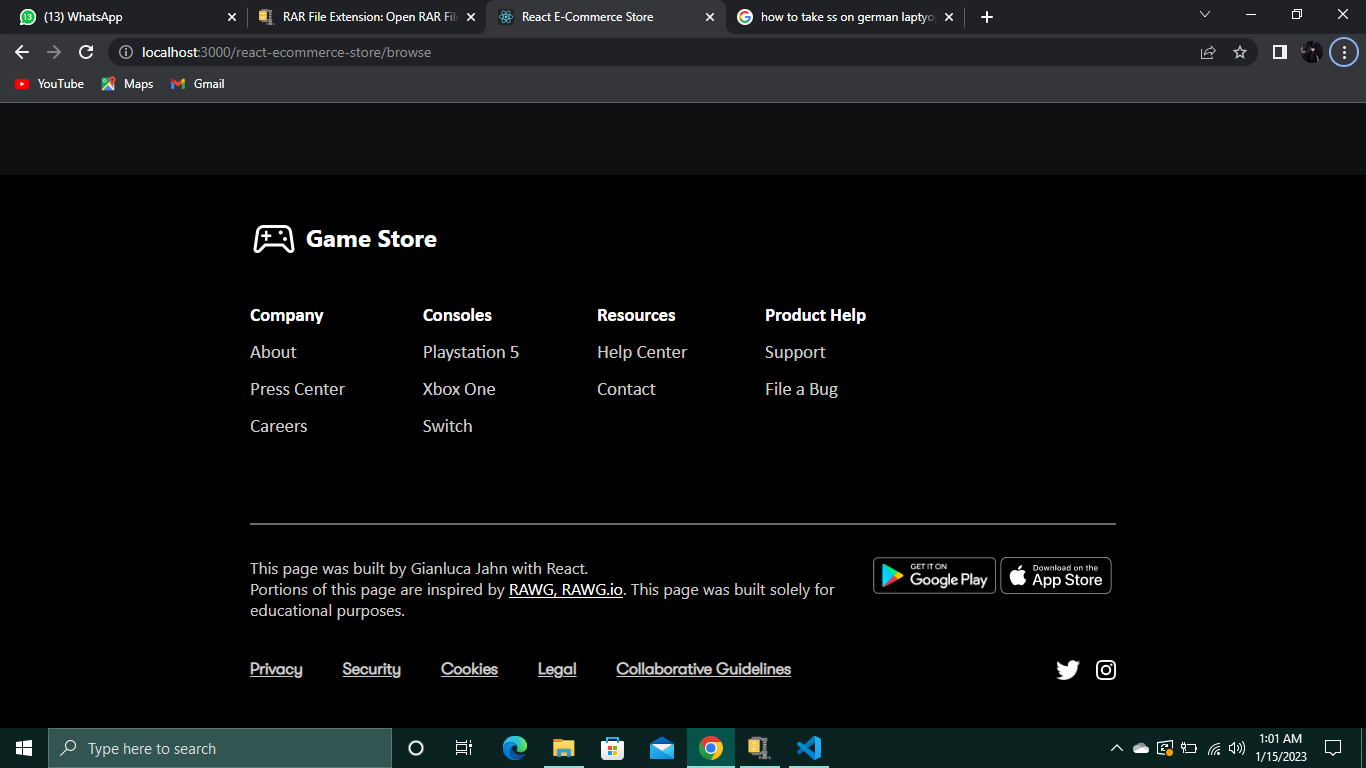 13
(13) WhatsApp
RAR File Extension: Open RAR File
React E-Commerce Store
how to take ss on german laptyo
localhost:3000/react-ecommerce-store/browse
YouTube Maps Gmail
Game Store
Company Consoles Resources Product Help
About Playstation 5 Help Center Support
Press Center Xbox One Contact File a Bug
Careers Switch
This page was built by Gianluca Jahn with React.
Portions of this page are inspired by RAWG, RAWG.io. This page was built solely for
educational purposes.
GET IT ON
Google Play
Download on the
App Store
Privacy Security Cookies Legal Collaborative Guidelines
Type here to search
1:01 AM
1/15/2023